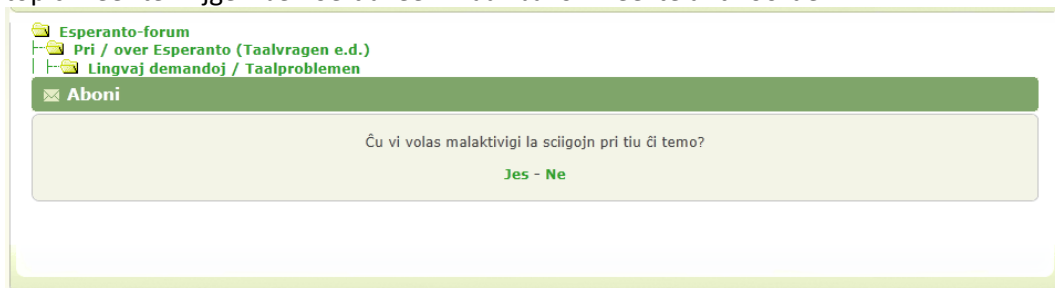 Esperanto-forum
Pri / over Esperanto (Taalvragen e.d.)
Lingvaj demandoj / Taalproblemen
Aboni
Ĉu vi volas malaktivigi la sciigojn pri tiu ĉi temo?
Jes - Ne